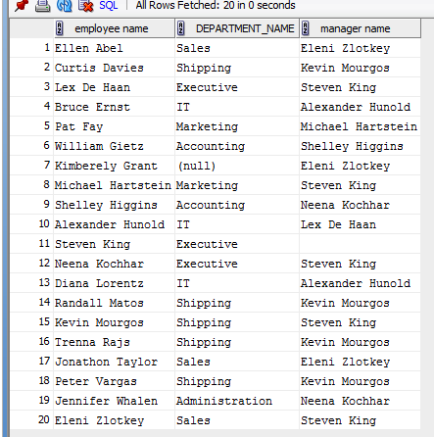 SQL | All Rows Fetched: 20 in 0 seconds
employee name DEPARTMENT_NAME manager name
1 Ellen Abel Sales Eleni Zlotkey
2 Curtis Davies Shipping Kevin Mourgos
3 Lex De Haan Executive Steven King
4 Bruce Ernst IT Alexander Hunold
5 Pat Fay Marketing Michael Hartstein
6 William Gietz Accounting Shelley Higgins
7 Kimberely Grant (null) Eleni Zlotkey
8 Michael Hartstein Marketing Steven King
9 Shelley Higgins Accounting Neena Kochhar
10 Alexander Hunold IT Lex De Haan
11 Steven King Executive
12 Neena Kochhar Executive Steven King
13 Diana Lorentz IT Alexander Hunold
14 Randall Matos Shipping Kevin Mourgos
15 Kevin Mourgos Shipping Steven King
16 Trenna Rajs Shipping Kevin Mourgos
17 Jonathon Taylor Sales Eleni Zlotkey
18 Peter Vargas Shipping Kevin Mourgos
19 Jennifer Whalen Administration Neena Kochhar
20 Eleni Zlotkey Sales Steven King